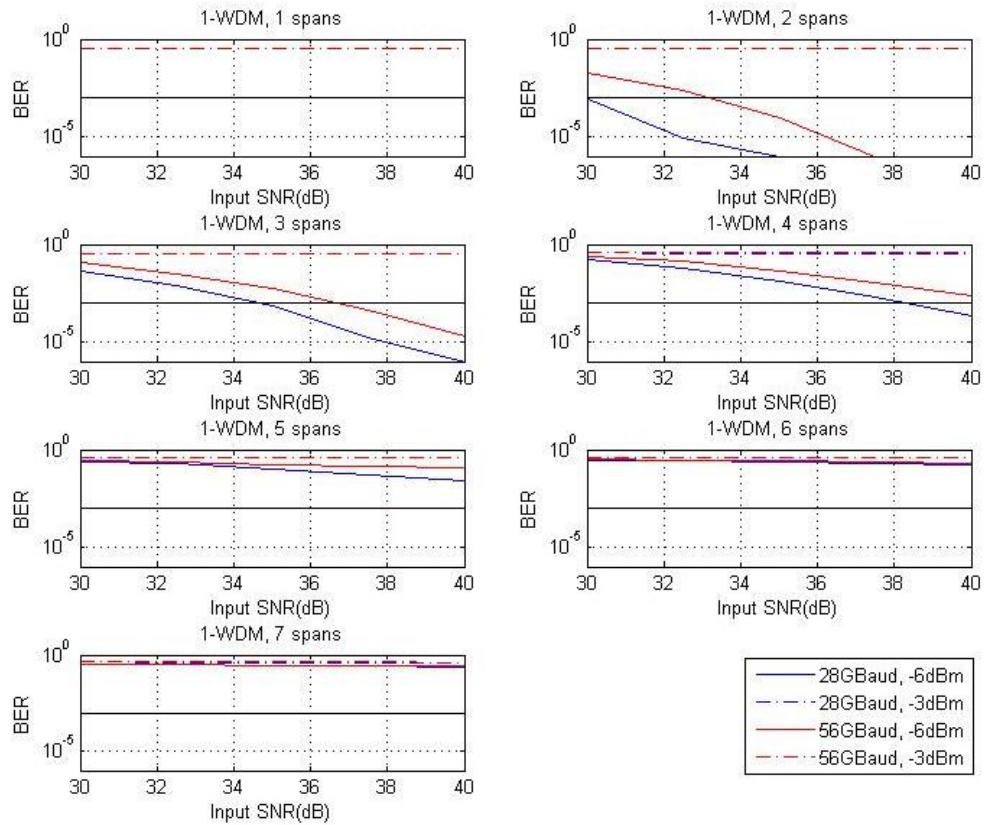 1-WDM, 1 spans
10^0
10^-5
BER
30 32 34 36 38 40
Input SNR(dB)
1-WDM, 2 spans
10^0
10^-5
BER
30 32 34 36 38 40
Input SNR(dB)
1-WDM, 3 spans
10^0
10^-5
BER
30 32 34 36 38 40
Input SNR(dB)
1-WDM, 4 spans
10^0
10^-5
BER
30 32 34 36 38 40
Input SNR(dB)
1-WDM, 5 spans
10^0
10^-5
BER
30 32 34 36 38 40
Input SNR(dB)
1-WDM, 6 spans
10^0
10^-5
BER
30 32 34 36 38 40
Input SNR(dB)
1-WDM, 7 spans
10^0
10^-5
BER
30 32 34 36 38 40
Input SNR(dB)
28GBaud, -6dBm
28GBaud, -3dBm
56GBaud, -6dBm
56GBaud, -3dBm